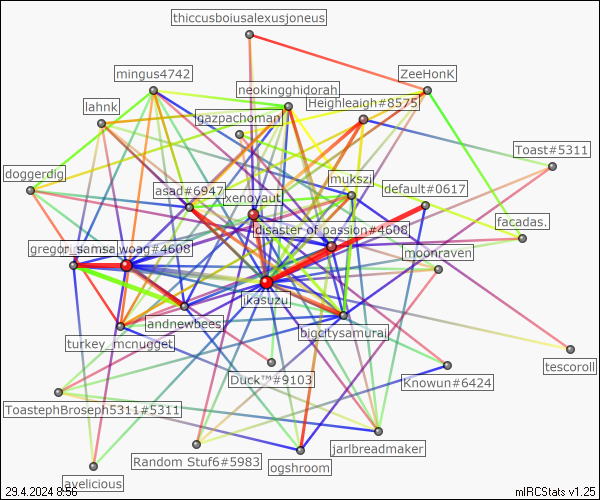 thiccusboiusalexusjoneus
mingus4742
ZeeHonK
neokingghidorah
Heighleaigh#8575
lahnk
gazpachoman
Toast#5311
doggerdig
mukszi
asad#6947
default#0617
xenoyaut
facadas.
disaster of passion#4608
gregor_samsa
woag#4608
moonraven
ikasuzu
andnewbees
bigcitysamurai
turkey_mcnugget
tescoroll
Duck™#9103
Knowun#6424
ToastephBroseph5311#5311
jarlbreadmaker
Random Stuf6#5983
ogshroom
avelicious
29.4.2024 8:56
mIRCStats v1.25